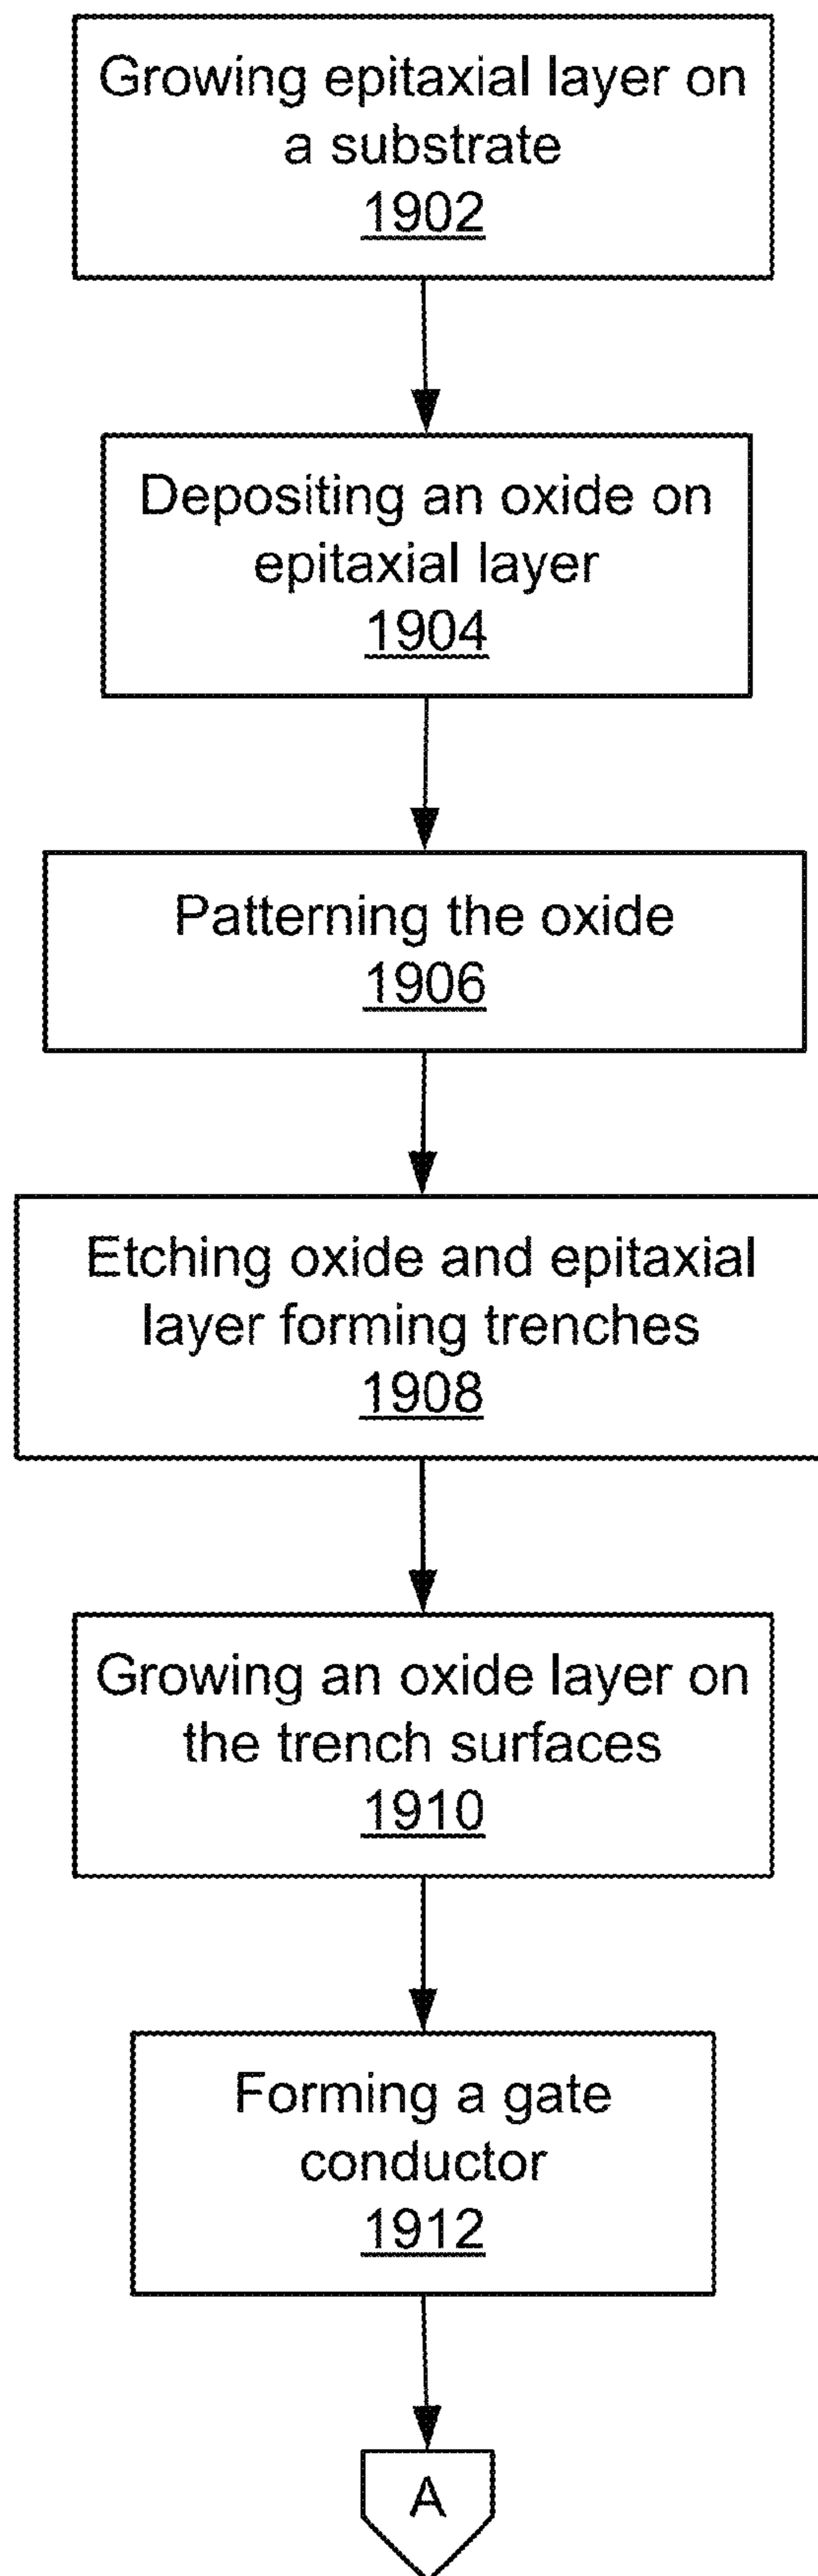 Growing epitaxial layer on
a substrate
1902
Depositing an oxide on
epitaxial layer
1904
Patterning the oxide
1906
Etching oxide and epitaxial
layer forming trenches
1908
Growing an oxide layer on
the trench surfaces
1910
Forming a gate
conductor
1912
A